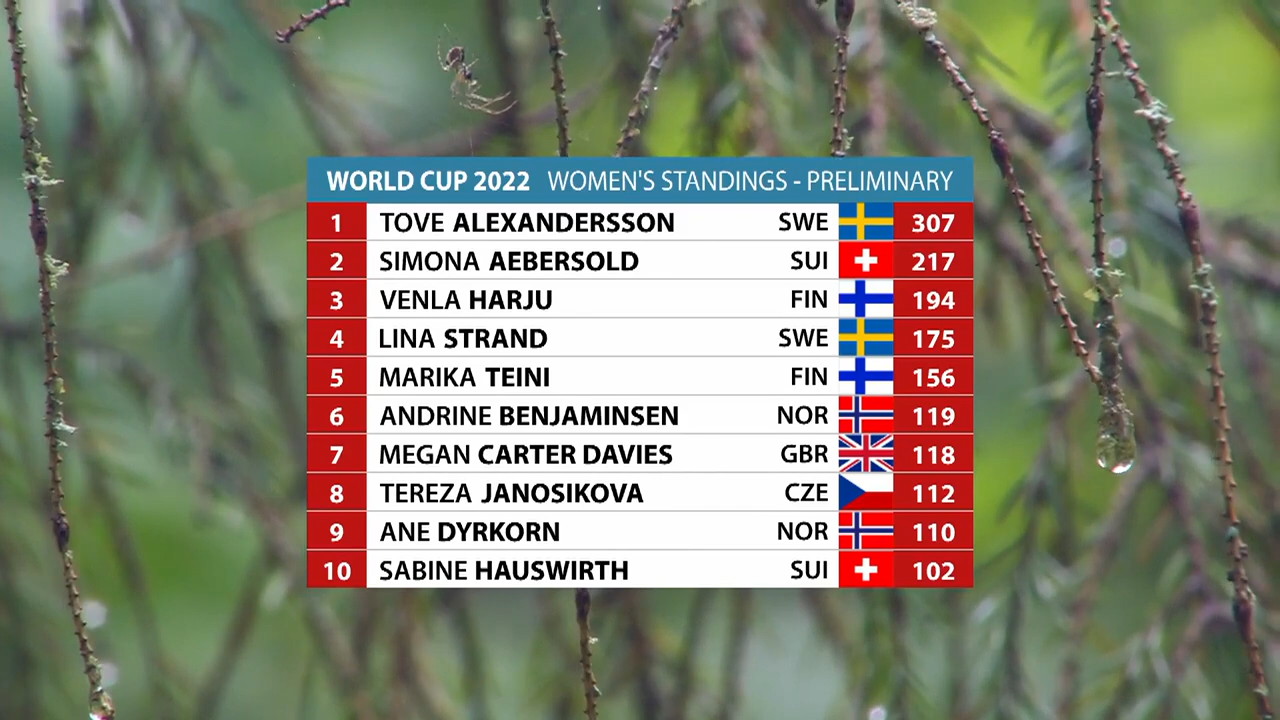 WORLD CUP 2022 WOMEN'S STANDINGS - PRELIMINARY
1 TOVE ALEXANDERSSON SWE 307
2 SIMONA AEBERSOLD SUI 217
3 VENLA HARJU FIN 194
4 LINA STRAND SWE 175
5 MARIKA TEINI FIN 156
6 ANDRINE BENJAMINSEN NOR 119
7 MEGAN CARTER DAVIES GBR 118
8 TEREZA JANOSIKOVA CZE 112
9 ANE DYRKORN NOR 110
10 SABINE HAUSWIRTH SUI 102